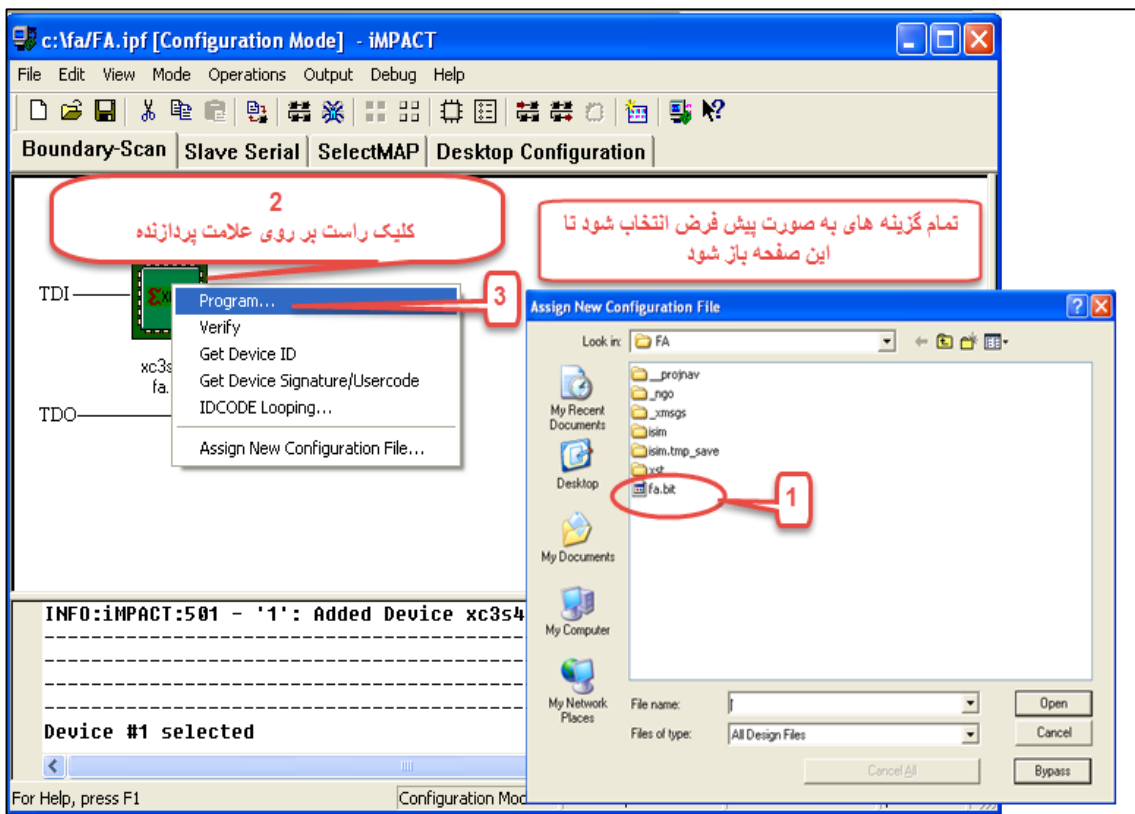 c:\fa/FA.ipf [Configuration Mode] - iMPACT
File Edit View Mode Operations Output Debug Help
Boundary-Scan Slave Serial SelectMAP Desktop Configuration
2
کلیک راست بر روی علامت پردازنده
تمام گزینه های به صورت پیش فرض انتخاب شود تا
این صفحه باز شود
TDI
xc3s
fa.
TDO
Program...
Verify
Get Device ID
Get Device Signature/Usercode
IDCODE Looping...
Assign New Configuration File...
3
Assign New Configuration File
Look in: FA
My Recent
Documents
Desktop
My Documents
My Computer
My Network
Places
__projnav
_ngo
_xmsgs
isim
isim.tmp_save
xst
fa.bit
1
File name:
Open
Files of type: All Design Files
Cancel
Cancel All
Bypass
INFO:iMPACT:501 - '1': Added Device xc3s4
----------------------------------------
----------------------------------------
----------------------------------------
----------------------------------------
Device #1 selected
For Help, press F1
Configuration Mod